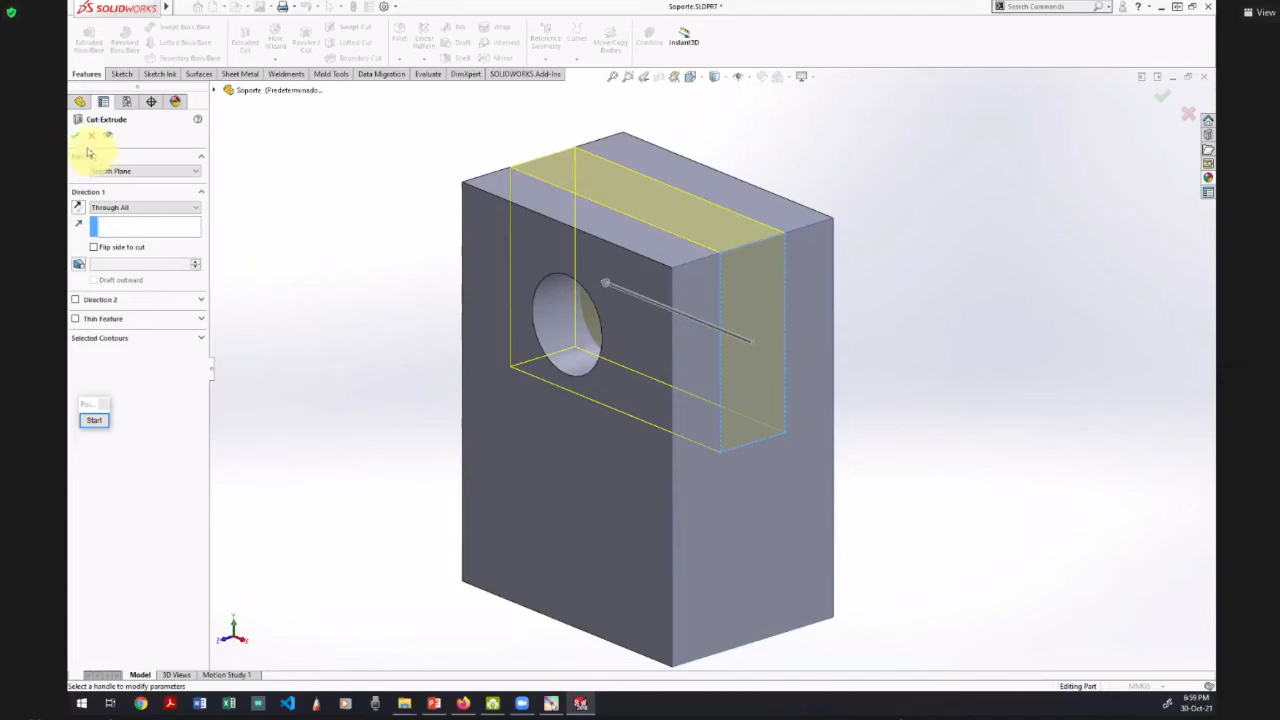 SOLIDWORKS
Soporte.SLDPRT *
Search Commands
View
Extruded Boss/Base
Revolved Boss/Base
Swept Boss/Base
Lofted Boss/Base
Boundary Boss/Base
Extruded Cut
Hole Wizard
Revolved Cut
Swept Cut
Lofted Cut
Boundary Cut
Fillet
Linear Pattern
Rib
Draft
Shell
Wrap
Intersect
Mirror
Reference Geometry
Curves
Move/Copy Bodies
Combine
Instant3D
Features
Sketch
Sketch Ink
Surfaces
Sheet Metal
Weldments
Mold Tools
Data Migration
Evaluate
DimXpert
SOLIDWORKS Add-Ins
Soporte (Predeterminado...
Cut-Extrude
Plane
Direction 1
Through All
Flip side to cut
Draft outward
Direction 2
Thin Feature
Selected Contours
Poi...
Start
Y
Z
X
Model
3D Views
Motion Study 1
Select a handle to modify parameters
Editing Part
MMGS
6:59 PM
30-Oct-21